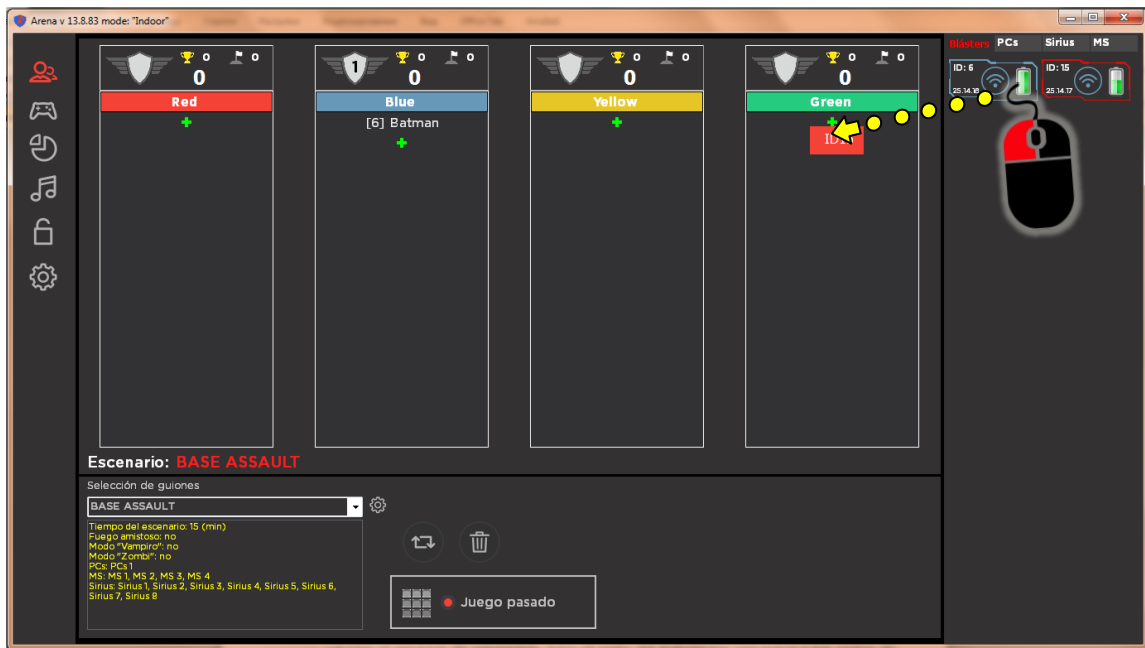 Arena v 13.8.83 mode: "Indoor"
Blasters PCs Sirius MS
ID: 6
25.14.18
ID: 15
25.14.17
0 0
0
Red
1
0 0
0
Blue
[6] Batman
0 0
0
Yellow
0 0
0
Green
Escenario: BASE ASSAULT
Selección de guiones
BASE ASSAULT
Tiempo del escenario: 15 (min)
Fuego amistoso: no
Modo "Vampiro": no
Modo "Zombi": no
PCs: PCs 1
MS: MS 1, MS 2, MS 3, MS 4
Sirius: Sirius 1, Sirius 2, Sirius 3, Sirius 4, Sirius 5, Sirius 6,
Sirius 7, Sirius 8
Juego pasado